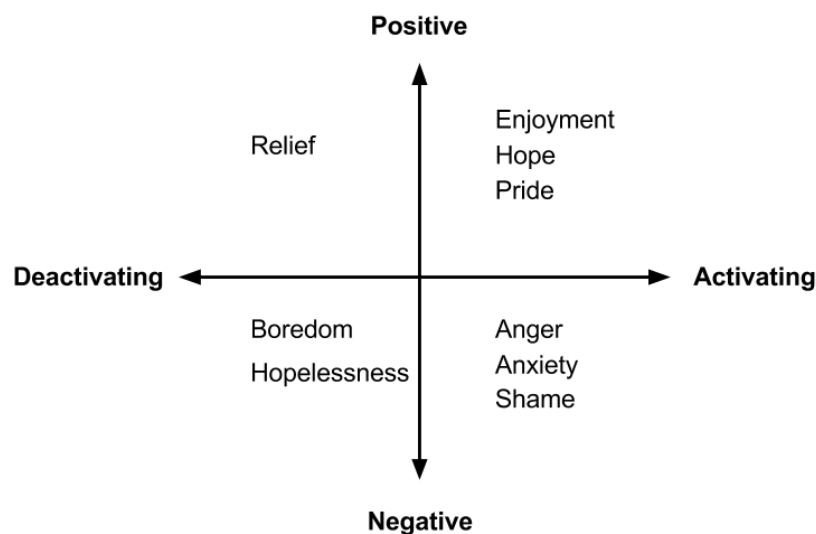 Positive
Relief
Enjoyment
Hope
Pride
Deactivating
Activating
Boredom
Hopelessness
Anger
Anxiety
Shame
Negative